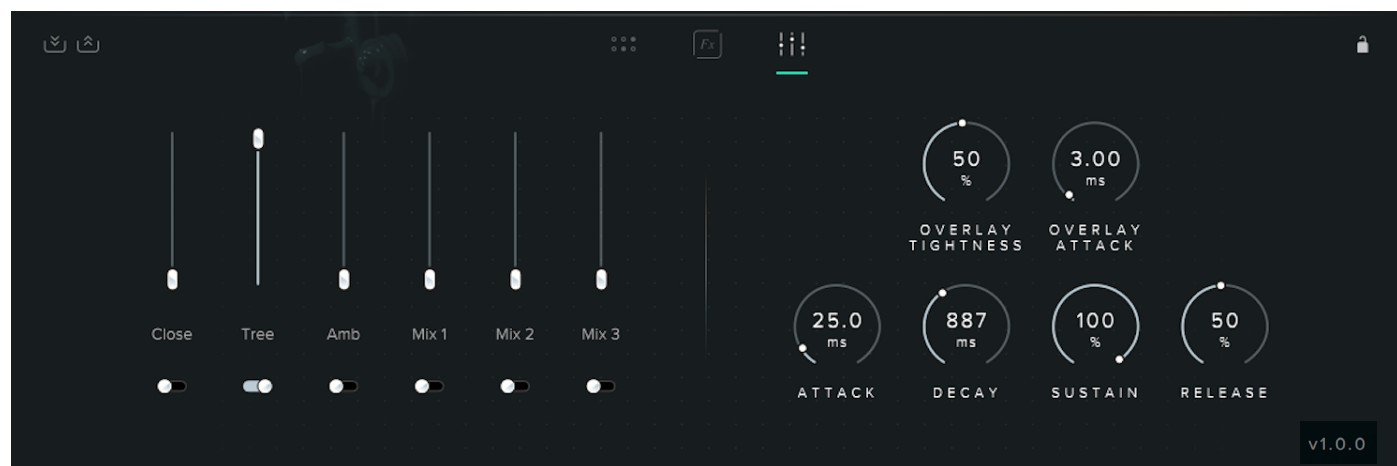 Fx
50
%
OVERLAY
TIGHTNESS
3.00
ms
OVERLAY
ATTACK
Close
Tree
Amb
Mix 1
Mix 2
Mix 3
25.0
ms
ATTACK
887
ms
DECAY
100
%
SUSTAIN
50
%
RELEASE
v1.0.0